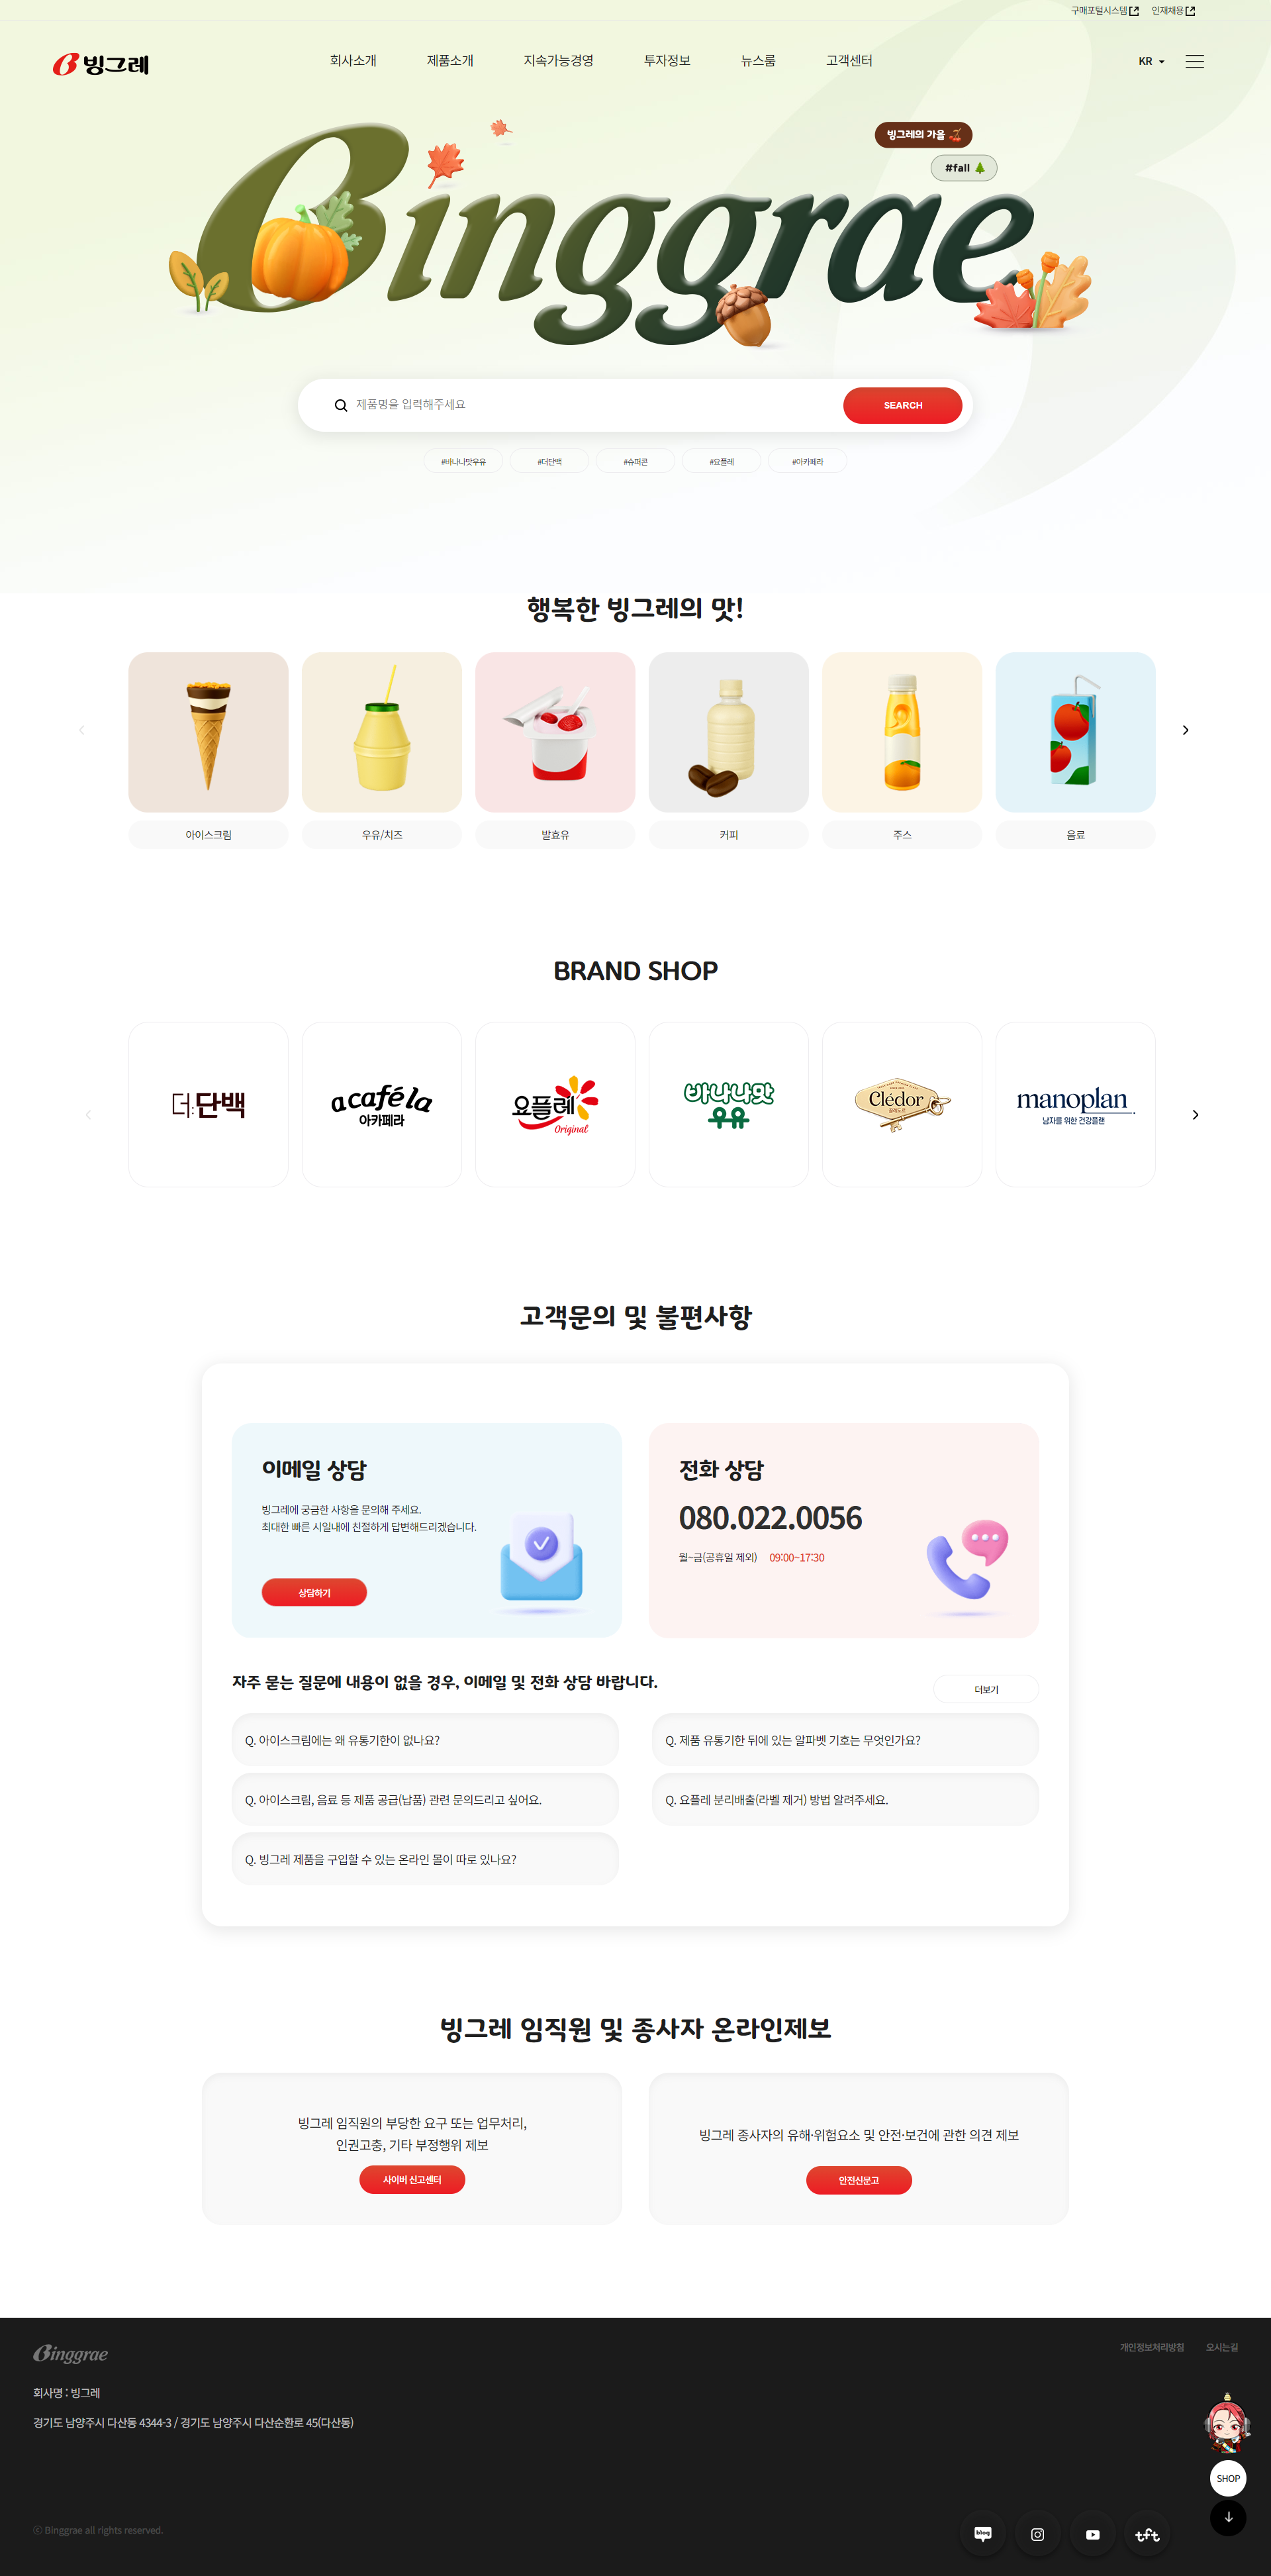 구매포털시스템
인재채용
빙그레
회사소개
제품소개
지속가능경영
투자정보
뉴스룸
고객센터
KR
빙그레의 가을
#fall
Binggrae
제품명을 입력해주세요
SEARCH
#바나나맛우유
#더단백
#슈퍼콘
#요플레
#아카페라
행복한 빙그레의 맛!
아이스크림
우유/치즈
발효유
커피
주스
음료
BRAND SHOP
더:단백
acaféla
아카페라
요플레
Original
바나나맛
우유
Clédor
끌레도르
manoplan
남자를 위한 건강플랜
고객문의 및 불편사항
이메일 상담
빙그레에 궁금한 사항을 문의해 주세요.
최대한 빠른 시일내에 친절하게 답변해드리겠습니다.
상담하기
전화 상담
080.022.0056
월~금(공휴일 제외) 09:00~17:30
자주 묻는 질문에 내용이 없을 경우, 이메일 및 전화 상담 바랍니다.
더보기
Q. 아이스크림에는 왜 유통기한이 없나요?
Q. 제품 유통기한 뒤에 있는 알파벳 기호는 무엇인가요?
Q. 아이스크림, 음료 등 제품 공급(납품) 관련 문의드리고 싶어요.
Q. 요플레 분리배출(라벨 제거) 방법 알려주세요.
Q. 빙그레 제품을 구입할 수 있는 온라인 몰이 따로 있나요?
빙그레 임직원 및 종사자 온라인제보
빙그레 임직원의 부당한 요구 또는 업무처리,
인권고충, 기타 부정행위 제보
사이버 신고센터
빙그레 종사자의 유해·위험요소 및 안전·보건에 관한 의견 제보
안전신문고
Binggrae
개인정보처리방침
오시는길
회사명 : 빙그레
경기도 남양주시 다산동 4344-3 / 경기도 남양주시 다산순환로 45(다산동)
SHOP
ⓒ Binggrae all rights reserved.
blog
tft